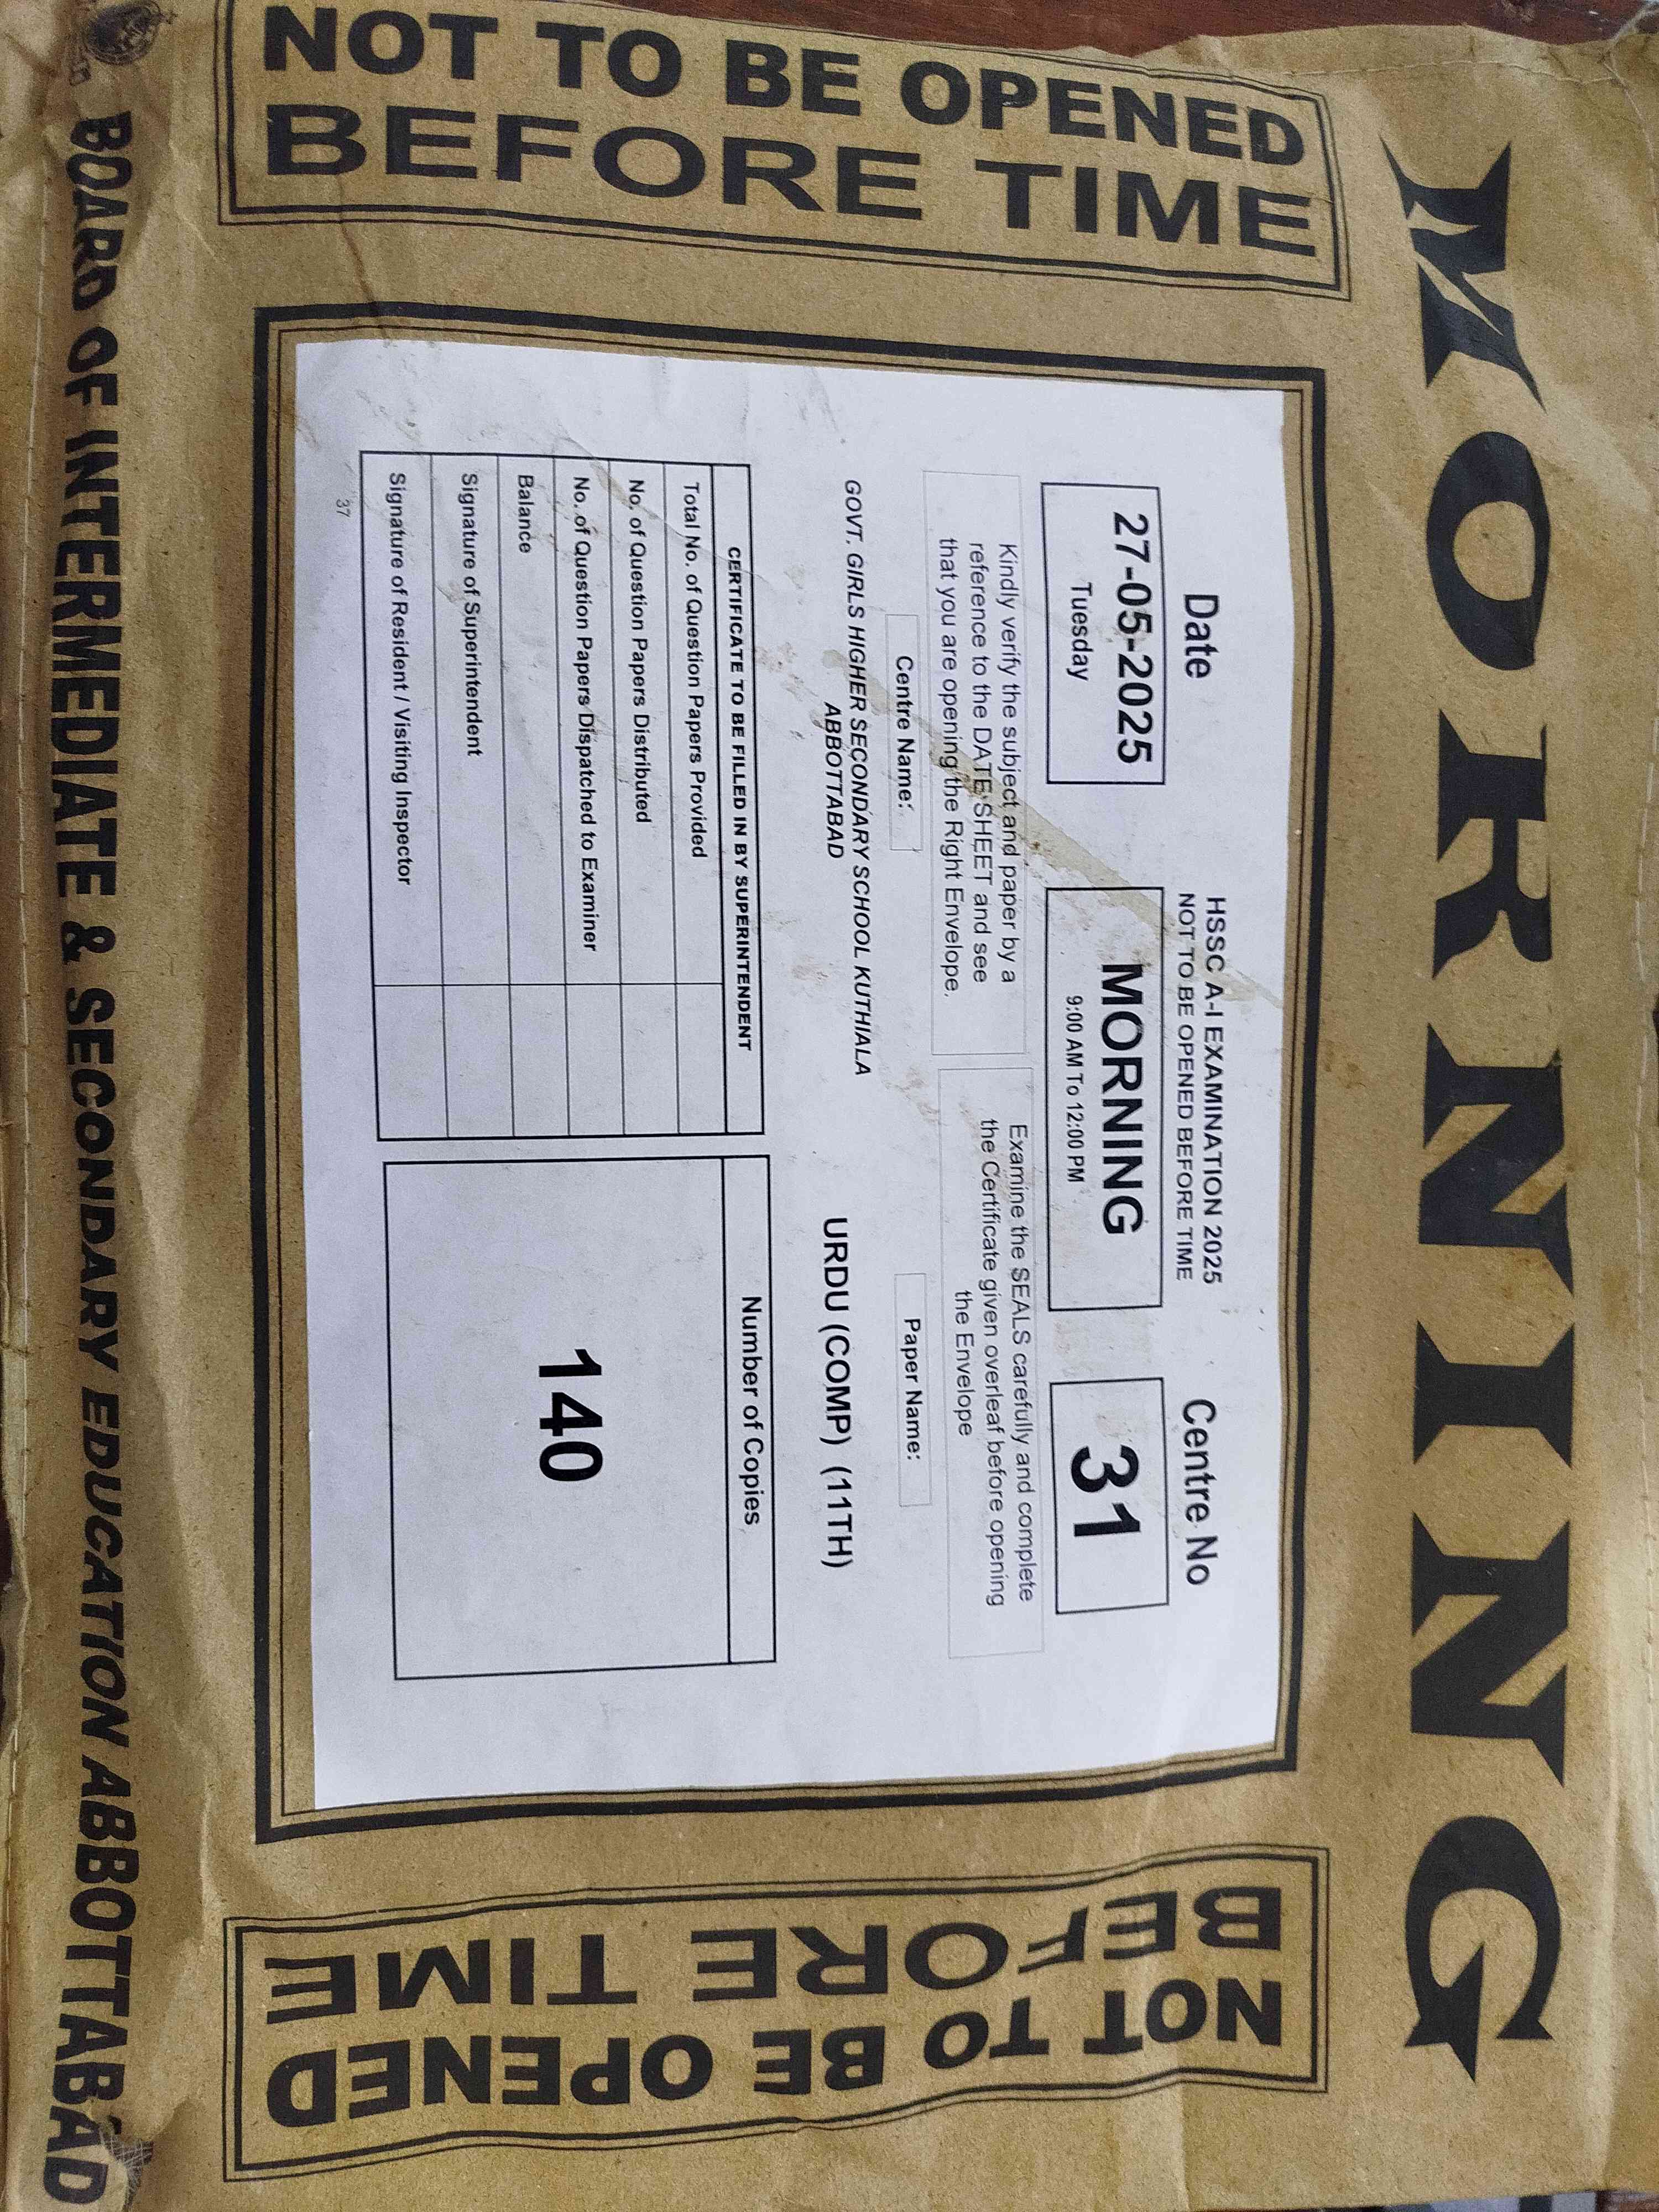 MORNING
NOT TO BE OPENED
BEFORE TIME
HSSC A-I EXAMINATION 2025
NOT TO BE OPENED BEFORE TIME
Date
27-05-2025
Tuesday
MORNING
9:00 AM To 12:00 PM
Centre No
31
Kindly verify the subject and paper by a
reference to the DATE SHEET and see
that you are opening the Right Envelope.
Examine the SEALS carefully and complete
the Certificate given overleaf before opening
the Envelope
Centre Name:
GOVT. GIRLS HIGHER SECONDARY SCHOOL KUTHIALA
ABBOTTABAD
Paper Name:
URDU (COMP) (11TH)
CERTIFICATE TO BE FILLED IN BY SUPERINTENDENT
Total No. of Question Papers Provided
No. of Question Papers Distributed
No. of Question Papers Dispatched to Examiner
Balance
Signature of Superintendent
Signature of Resident / Visiting Inspector
Number of Copies
140
37
NOT TO BE OPENED
BEFORE TIME
BOARD OF INTERMEDIATE & SECONDARY EDUCATION ABBOTTABAD